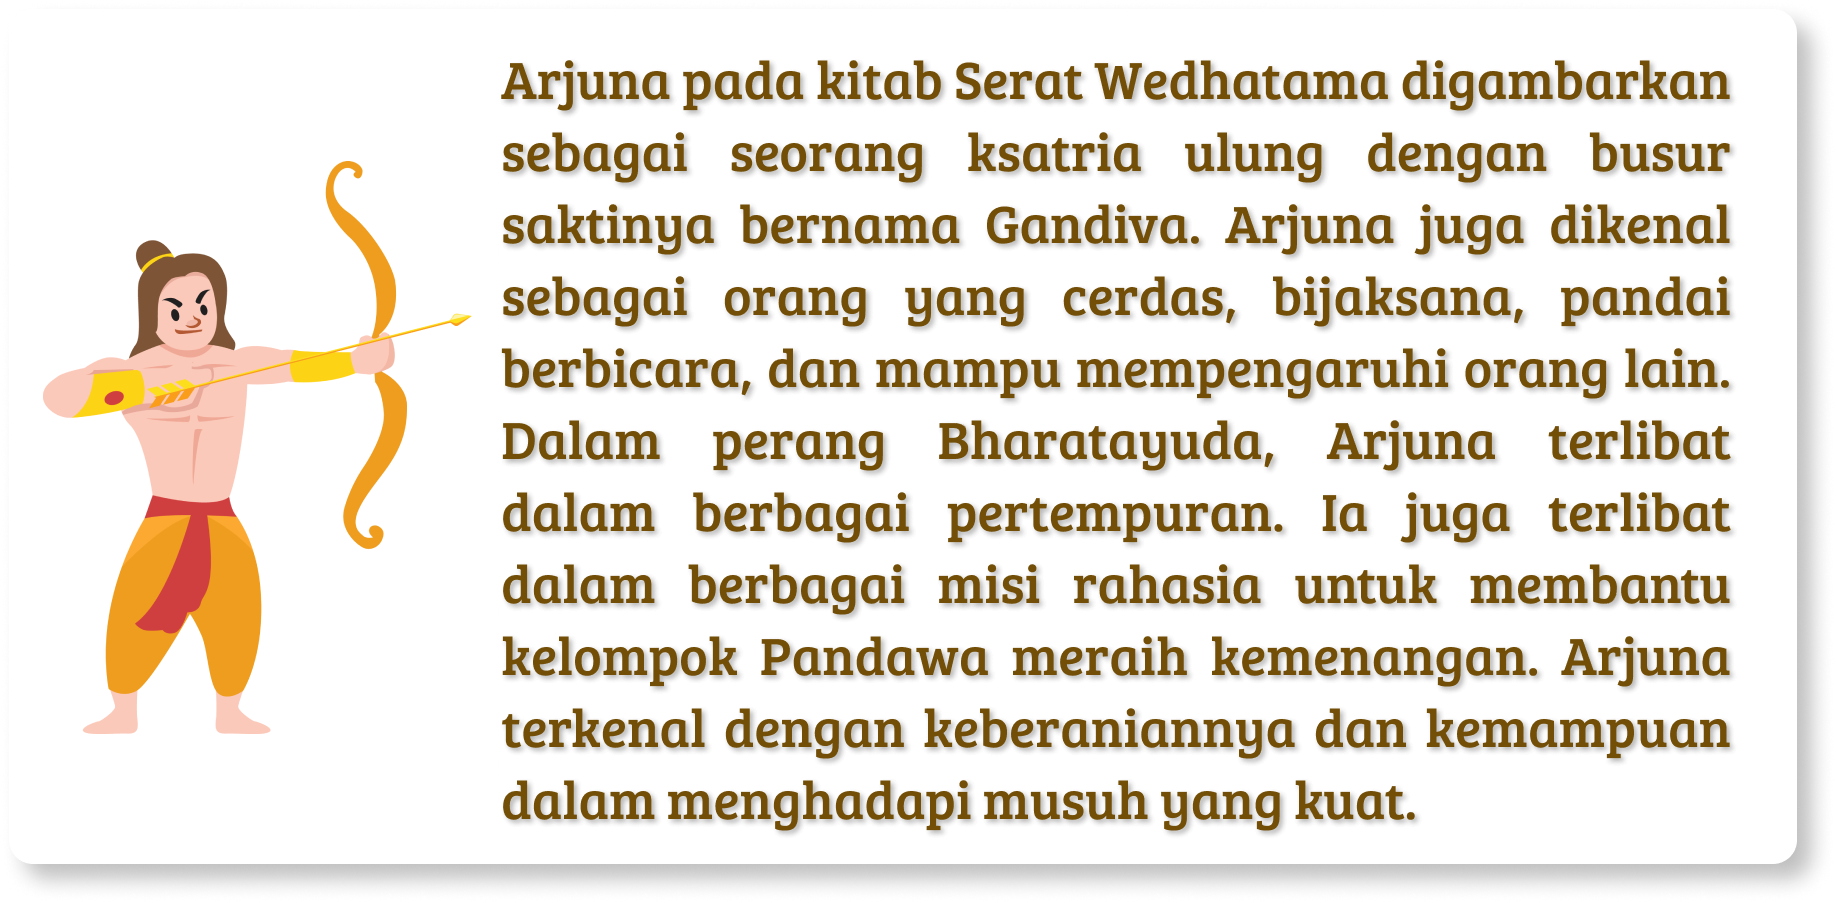 Arjuna pada kitab Serat Wedhatama digambarkan
sebagai seorang ksatria ulung dengan busur
saktinya bernama Gandiva. Arjuna juga dikenal
sebagai orang yang cerdas, bijaksana, pandai
berbicara, dan mampu mempengaruhi orang lain.
Dalam perang Bharatayuda, Arjuna terlibat
dalam berbagai pertempuran. Ia juga terlibat
dalam berbagai misi rahasia untuk membantu
kelompok Pandawa meraih kemenangan. Arjuna
terkenal dengan keberaniannya dan kemampuan
dalam menghadapi musuh yang kuat.